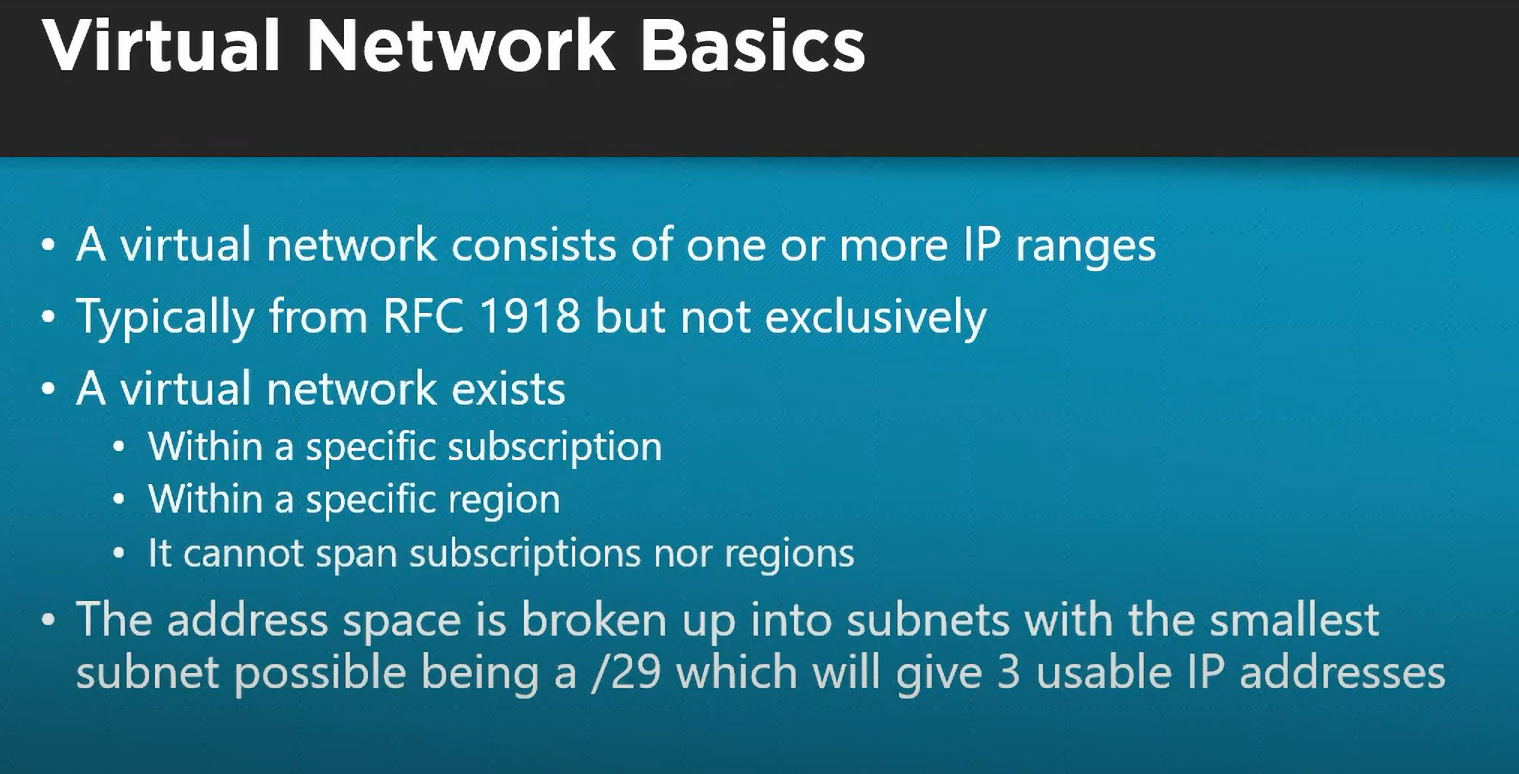 Virtual Network Basics
• A virtual network consists of one or more IP ranges
• Typically from RFC 1918 but not exclusively
• A virtual network exists
• Within a specific subscription
• Within a specific region
• It cannot span subscriptions nor regions
• The address space is broken up into subnets with the smallest
subnet possible being a /29 which will give 3 usable IP addresses